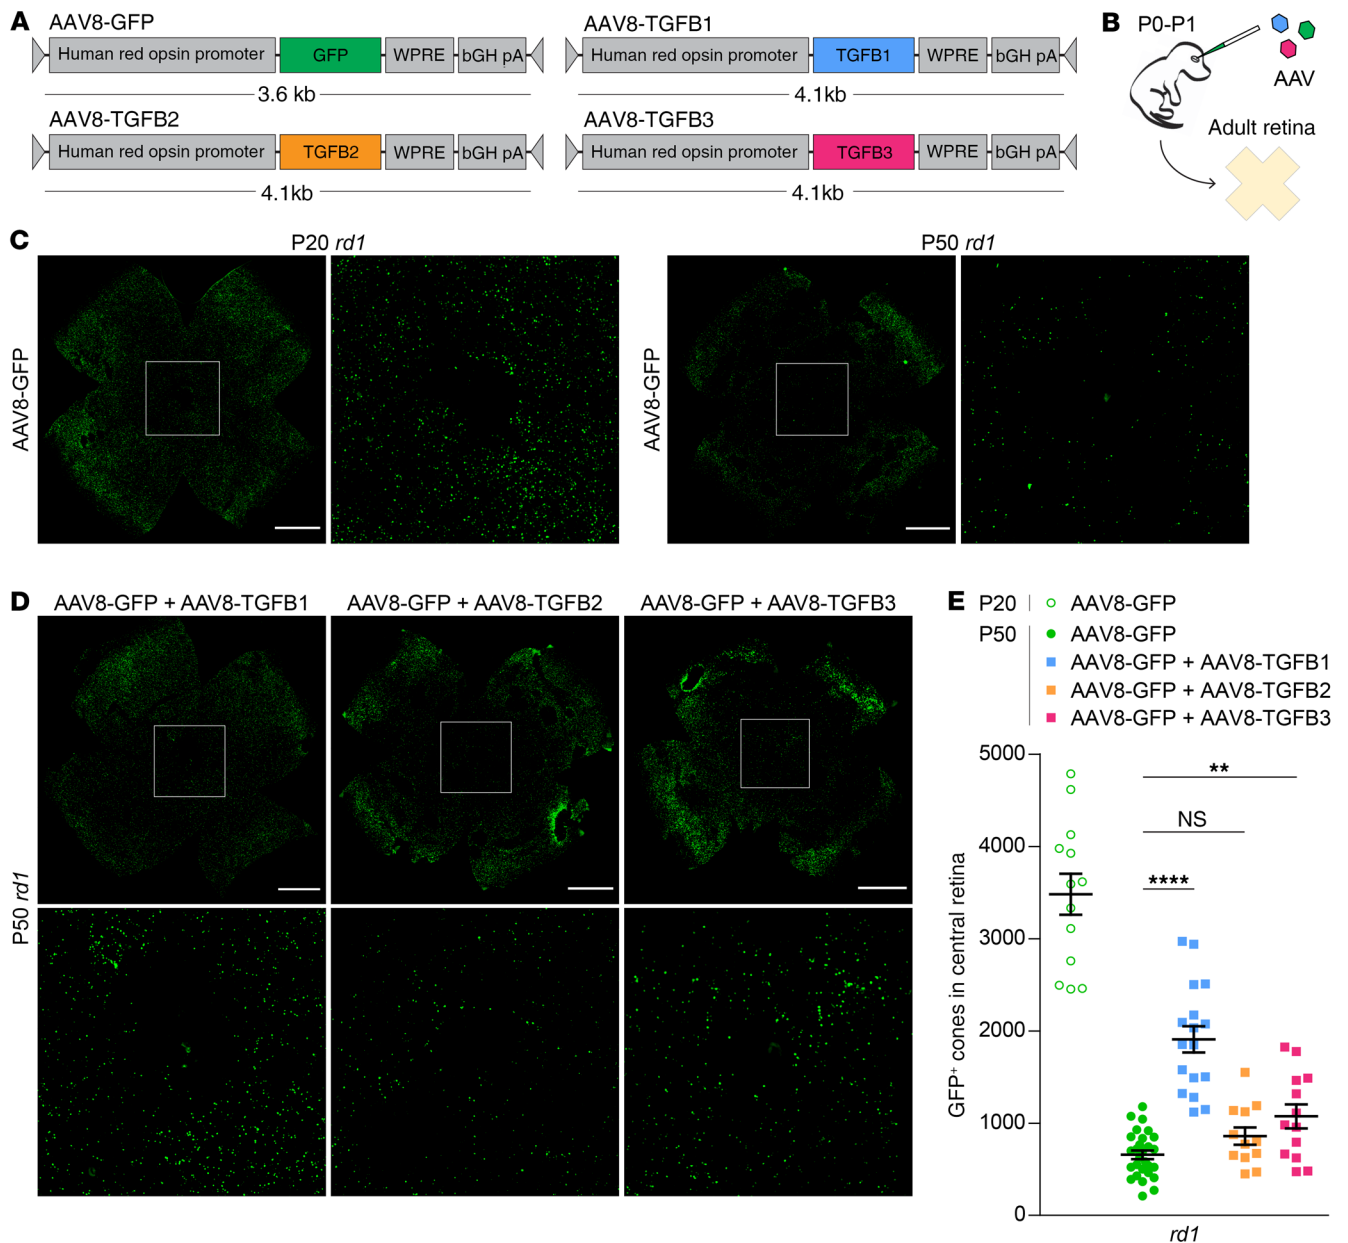 A
AAV8-GFP
Human red opsin promoter GFP WPRE bGH pA
3.6 kb
AAV8-TGFB1
Human red opsin promoter TGFB1 WPRE bGH pA
4.1kb
AAV8-TGFB2
Human red opsin promoter TGFB2 WPRE bGH pA
4.1kb
AAV8-TGFB3
Human red opsin promoter TGFB3 WPRE bGH pA
4.1kb
B
P0-P1
AAV
Adult retina
C
P20 rd1
AAV8-GFP
P50 rd1
AAV8-GFP
D
AAV8-GFP + AAV8-TGFB1
AAV8-GFP + AAV8-TGFB2
AAV8-GFP + AAV8-TGFB3
P50 rd1
E
P20 AAV8-GFP
P50 AAV8-GFP
AAV8-GFP + AAV8-TGFB1
AAV8-GFP + AAV8-TGFB2
AAV8-GFP + AAV8-TGFB3
GFP⁺ cones in central retina
5000
4000
3000
2000
1000
0
**
NS
****
rd1